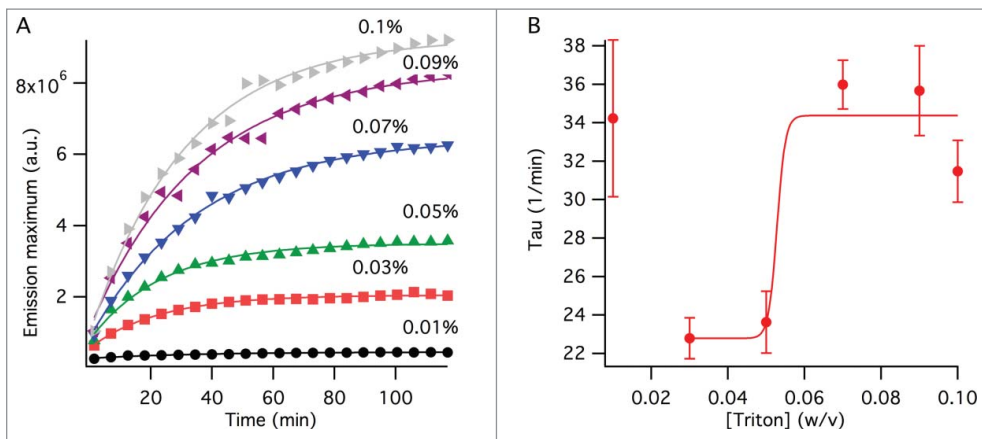 A
0.1%
0.09%
8x10⁶
0.07%
6
Emission maximum (a.u.)
0.05%
4
0.03%
2
0.01%
20 40 60 80 100
Time (min)
B
38
36
34
32
30
28
26
24
22
Tau (1/min)
0.02 0.04 0.06 0.08 0.10
[Triton] (w/v)